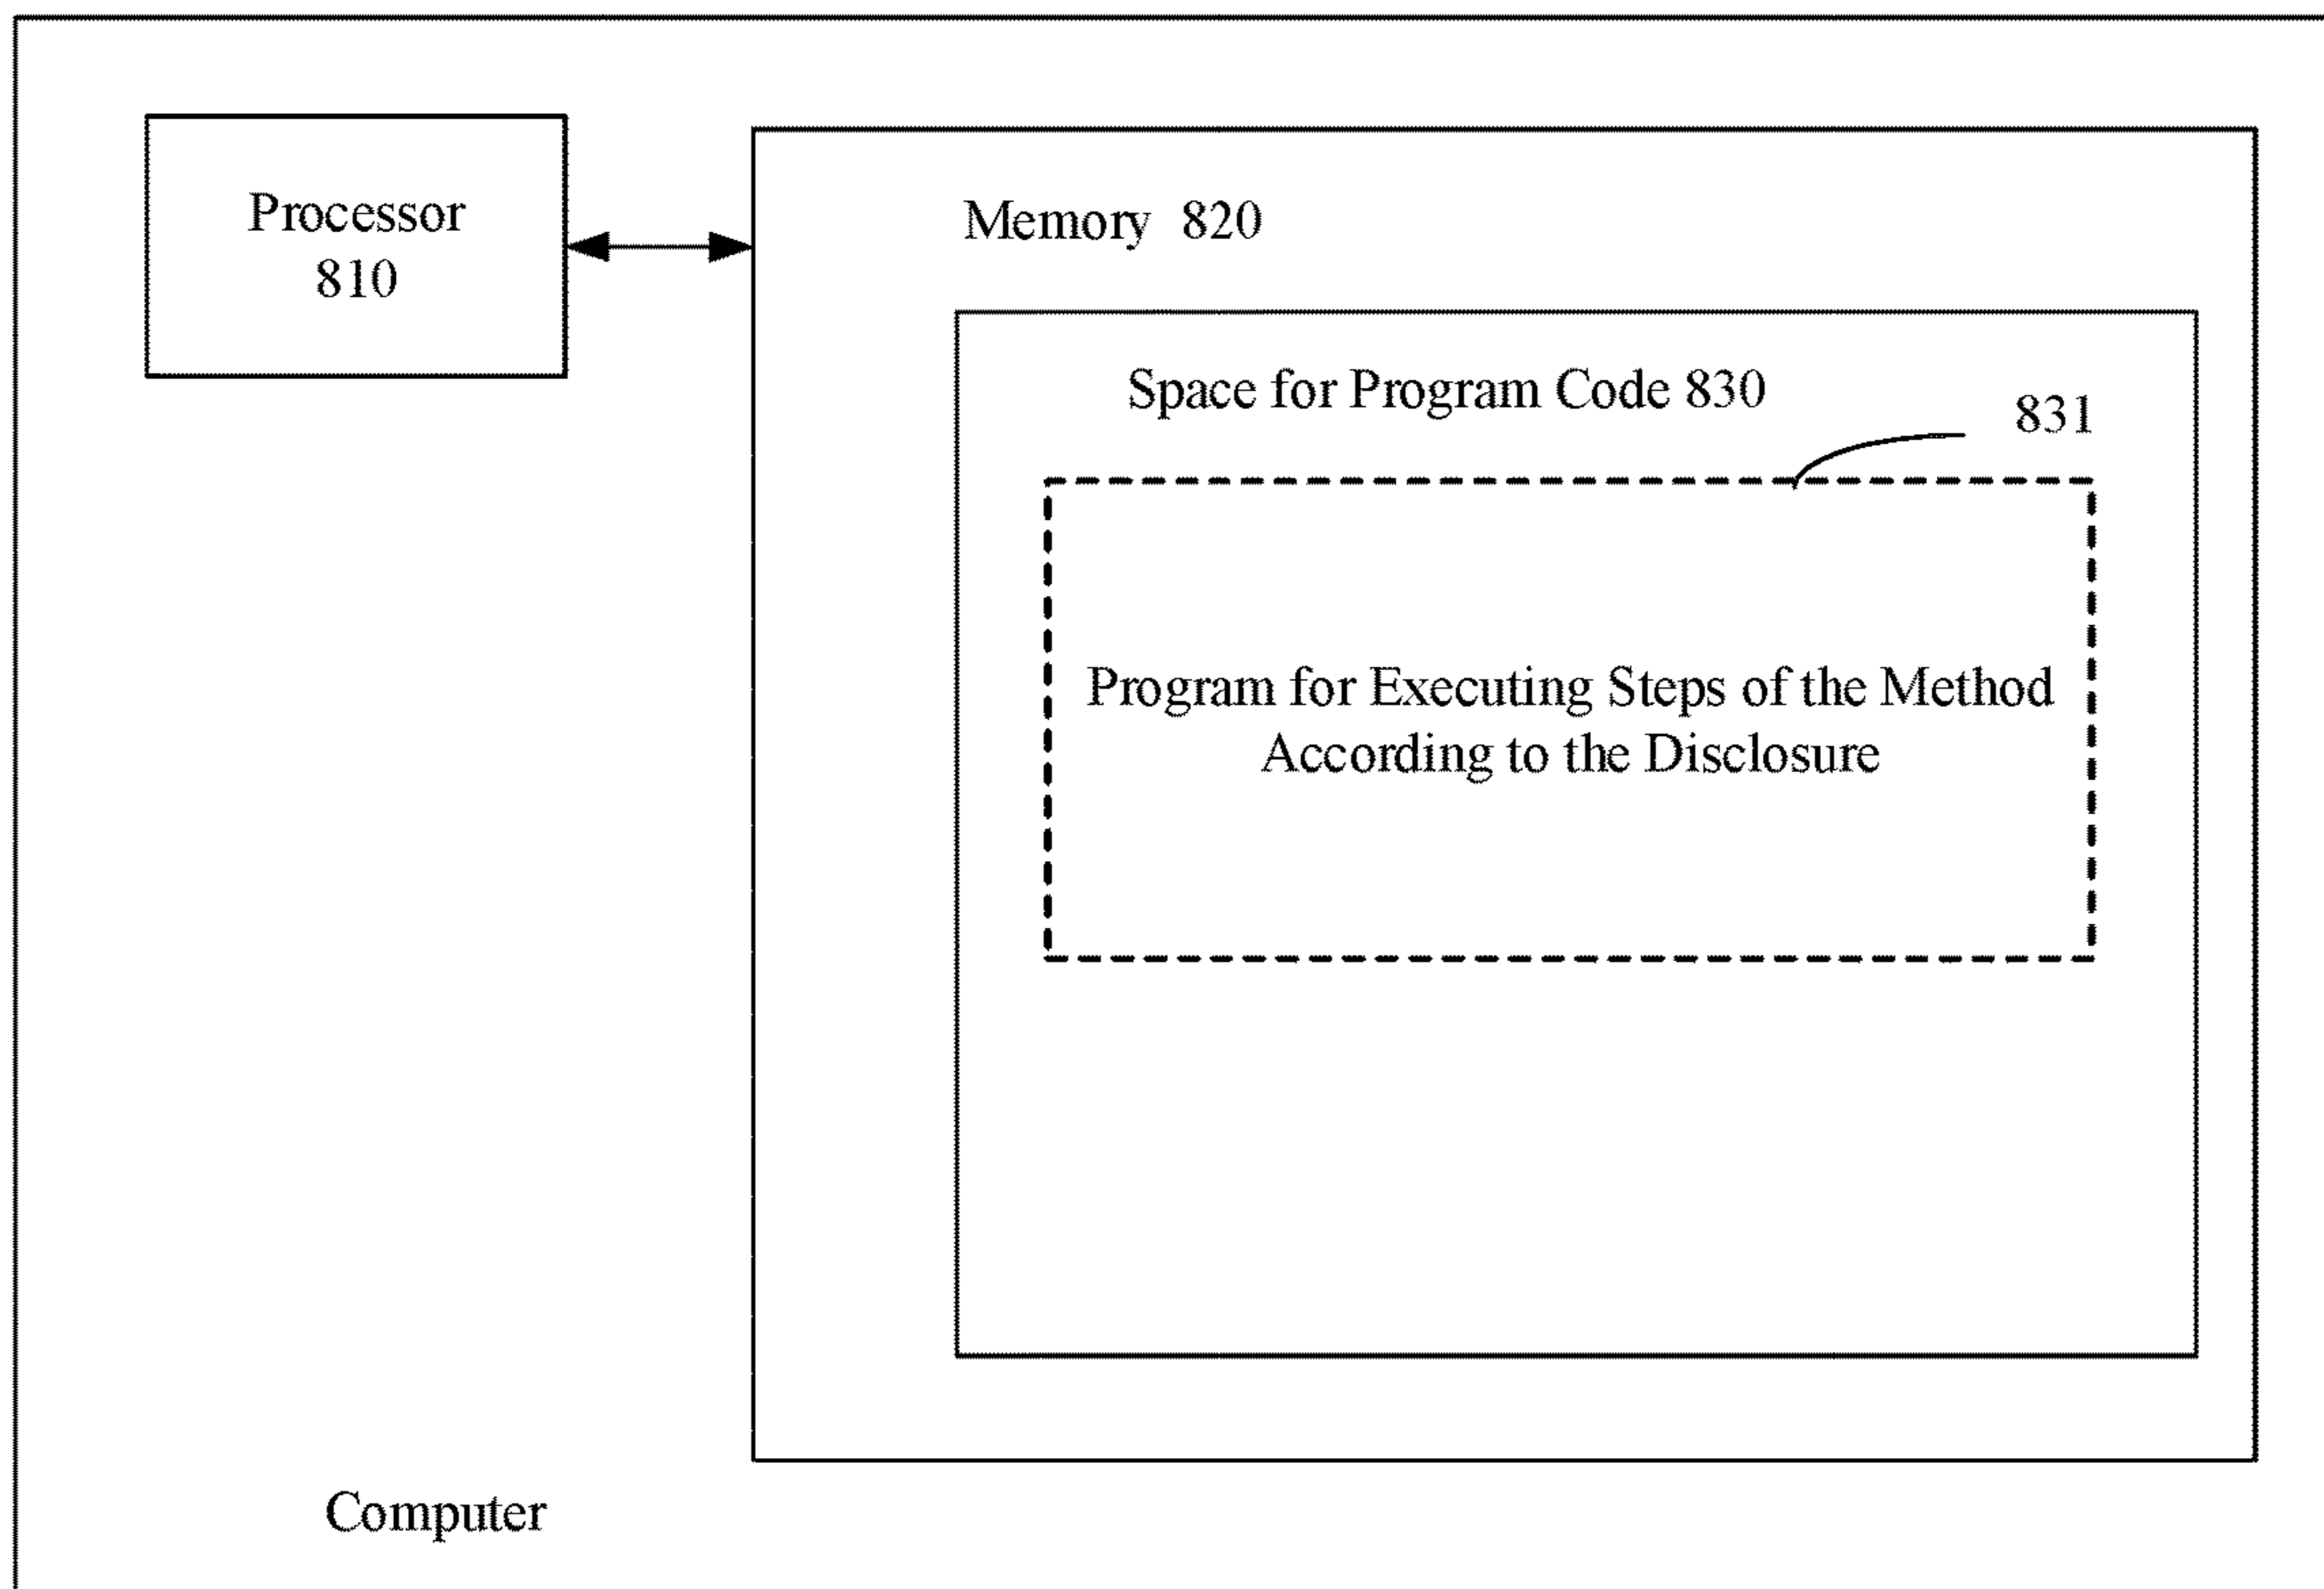 Processor
810
Memory 820
Space for Program Code 830
831
Program for Executing Steps of the Method
According to the Disclosure
Computer